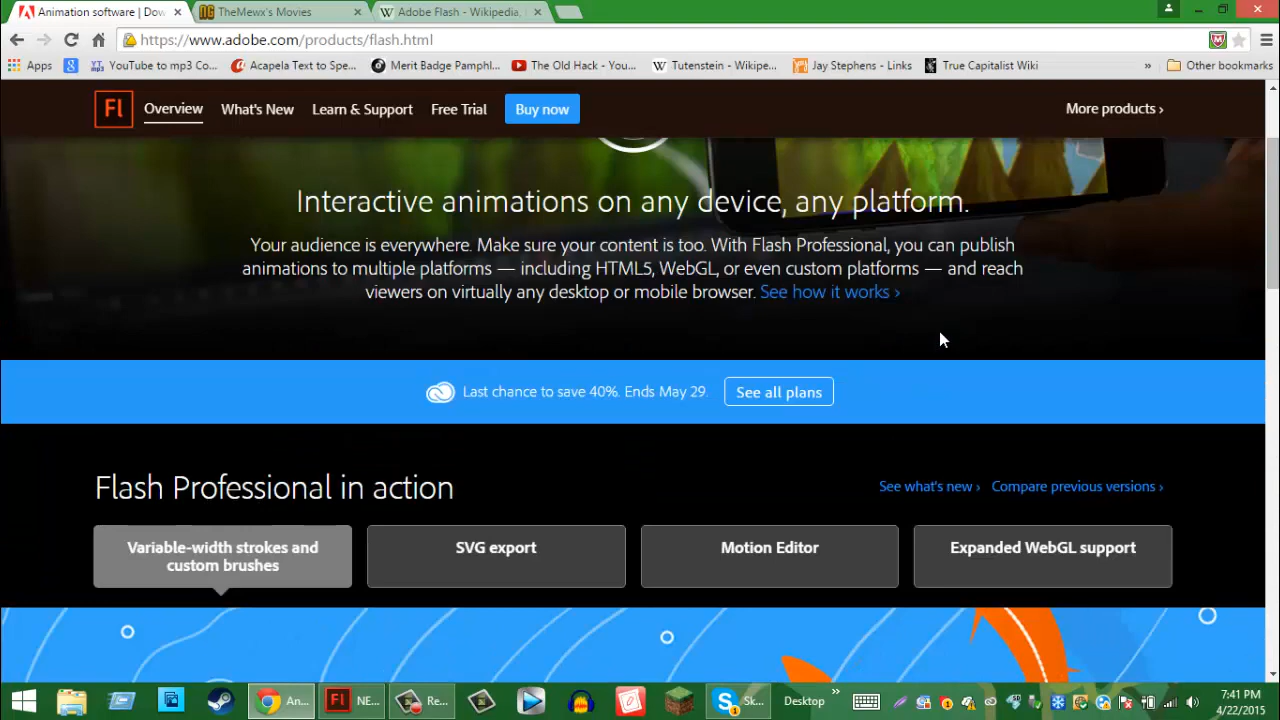 Animation software | Dow
TheMewx's Movies
Adobe Flash - Wikipedia,
https://www.adobe.com/products/flash.html
Apps
YouTube to mp3 Co...
Acapela Text to Spe...
Merit Badge Pamphl...
The Old Hack - You...
Tutenstein - Wikipe...
Jay Stephens - Links
True Capitalist Wiki
»
Other bookmarks
Fl
Overview
What's New
Learn & Support
Free Trial
Buy now
More products ›
Interactive animations on any device, any platform.
Your audience is everywhere. Make sure your content is too. With Flash Professional, you can publish
animations to multiple platforms — including HTML5, WebGL, or even custom platforms — and reach
viewers on virtually any desktop or mobile browser. See how it works ›
Last chance to save 40%. Ends May 29.
See all plans
Flash Professional in action
See what's new ›
Compare previous versions ›
Variable-width strokes and
custom brushes
SVG export
Motion Editor
Expanded WebGL support
An...
Fl NE...
Re...
Sk...
Desktop
»
7:41 PM
4/22/2015